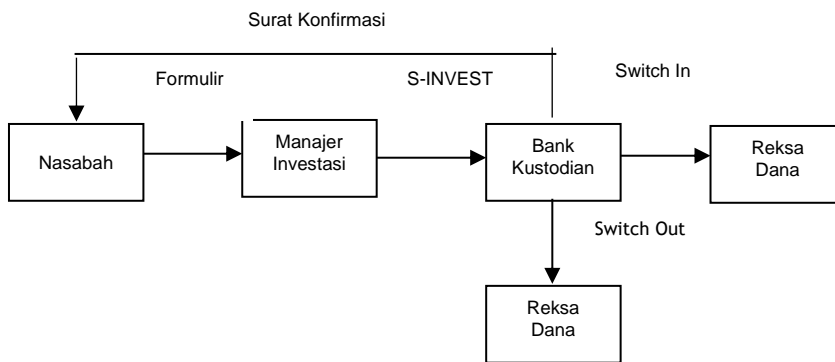 Surat Konfirmasi
Formulir
S-INVEST
Switch In
Nasabah
Manajer
Investasi
Bank
Kustodian
Reksa
Dana
Switch Out
Reksa
Dana